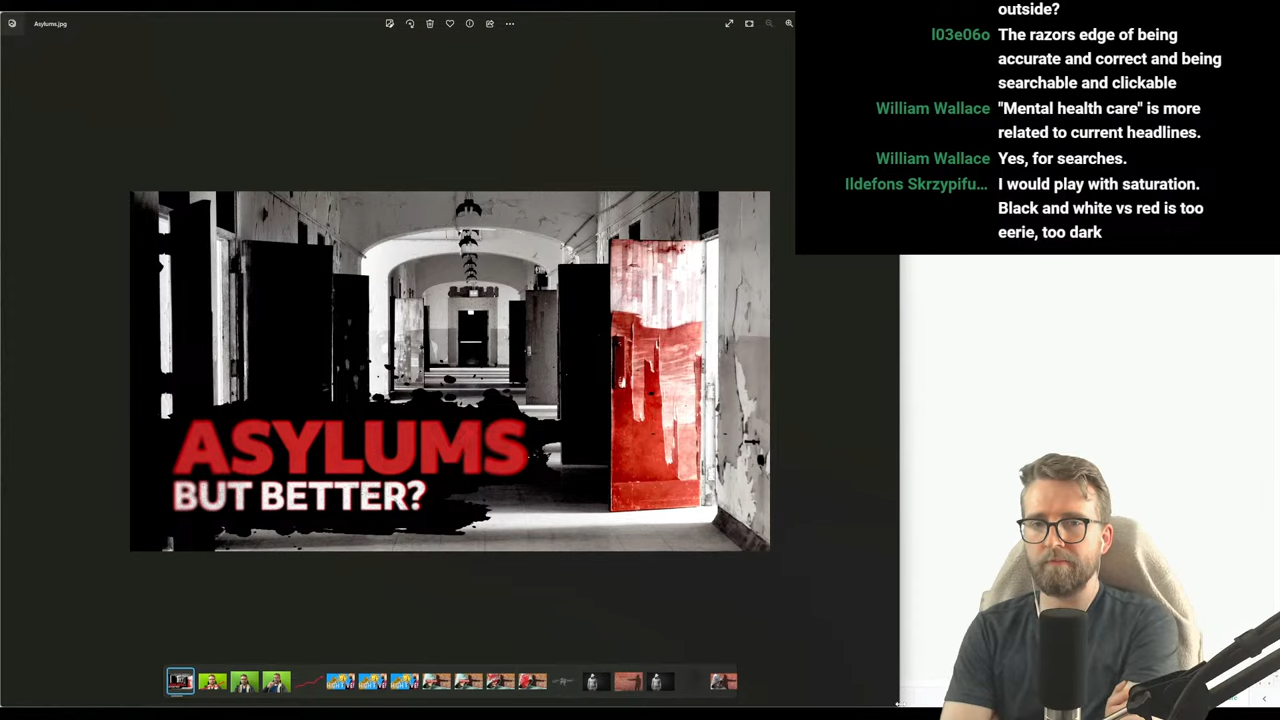 Asylums.jpg
outside?
l03e06o The razors edge of being
accurate and correct and being
searchable and clickable
William Wallace "Mental health care" is more
related to current headlines.
William Wallace Yes, for searches.
Ildefons Skrzypifu... I would play with saturation.
Black and white vs red is too
eerie, too dark
ASYLUMS
BUT BETTER?